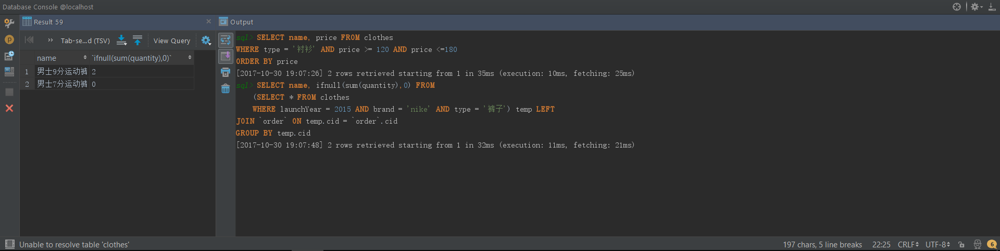 Database Console @localhost
Result 59
Output
Tab-se...d (TSV)
View Query
name
`ifnull(sum(quantity),0)`
1 男士9分运动裤 2
2 男士7分运动裤 0
sql> SELECT name, price FROM clothes
WHERE type = '衬衫' AND price >= 120 AND price <=180
ORDER BY price
[2017-10-30 19:07:26] 2 rows retrieved starting from 1 in 35ms (execution: 10ms, fetching: 25ms)
sql> SELECT name, ifnull(sum(quantity),0) FROM
(SELECT * FROM clothes
WHERE launchYear = 2015 AND brand = 'nike' AND type = '裤子') temp LEFT
JOIN `order` ON temp.cid = `order`.cid
GROUP BY temp.cid
[2017-10-30 19:07:48] 2 rows retrieved starting from 1 in 32ms (execution: 11ms, fetching: 21ms)
Unable to resolve table 'clothes'
197 chars, 5 line breaks
22:25
CRLF
UTF-8
6